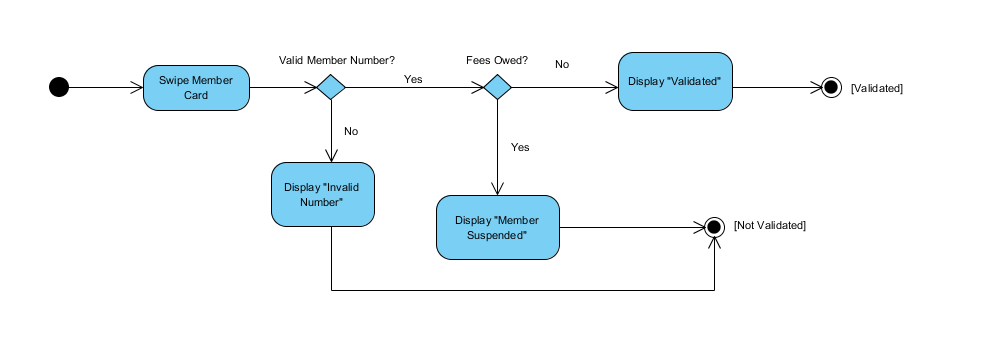 Valid Member Number?
Fees Owed?
No
Swipe Member
Card
Yes
Display "Validated"
[Validated]
No
Yes
Display "Invalid
Number"
Display "Member
Suspended"
[Not Validated]